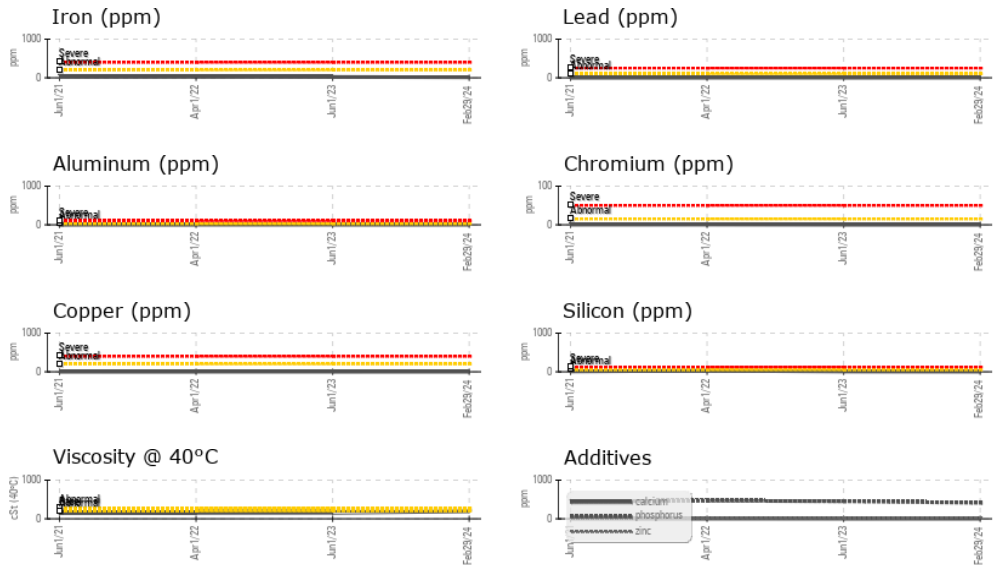 Iron (ppm)
1000
ppm
Severe
Abnormal
0
Jun1/21
Apr1/22
Jun1/23
Feb29/24
Lead (ppm)
1000
ppm
Severe
Abnormal
0
Jun1/21
Apr1/22
Jun1/23
Feb29/24
Aluminum (ppm)
1000
ppm
Severe
Abnormal
0
Jun1/21
Apr1/22
Jun1/23
Feb29/24
Chromium (ppm)
100
ppm
Severe
Abnormal
0
Jun1/21
Apr1/22
Jun1/23
Feb29/24
Copper (ppm)
1000
ppm
Severe
Abnormal
0
Jun1/21
Apr1/22
Jun1/23
Feb29/24
Silicon (ppm)
1000
ppm
Severe
Abnormal
0
Jun1/21
Apr1/22
Jun1/23
Feb29/24
Viscosity @ 40°C
1000
cSt (40°C)
Abnormal
0
Jun1/21
Apr1/22
Jun1/23
Feb29/24
Additives
1000
ppm
calcium
phosphorus
zinc
0
Jun1/21
Apr1/22
Jun1/23
Feb29/24